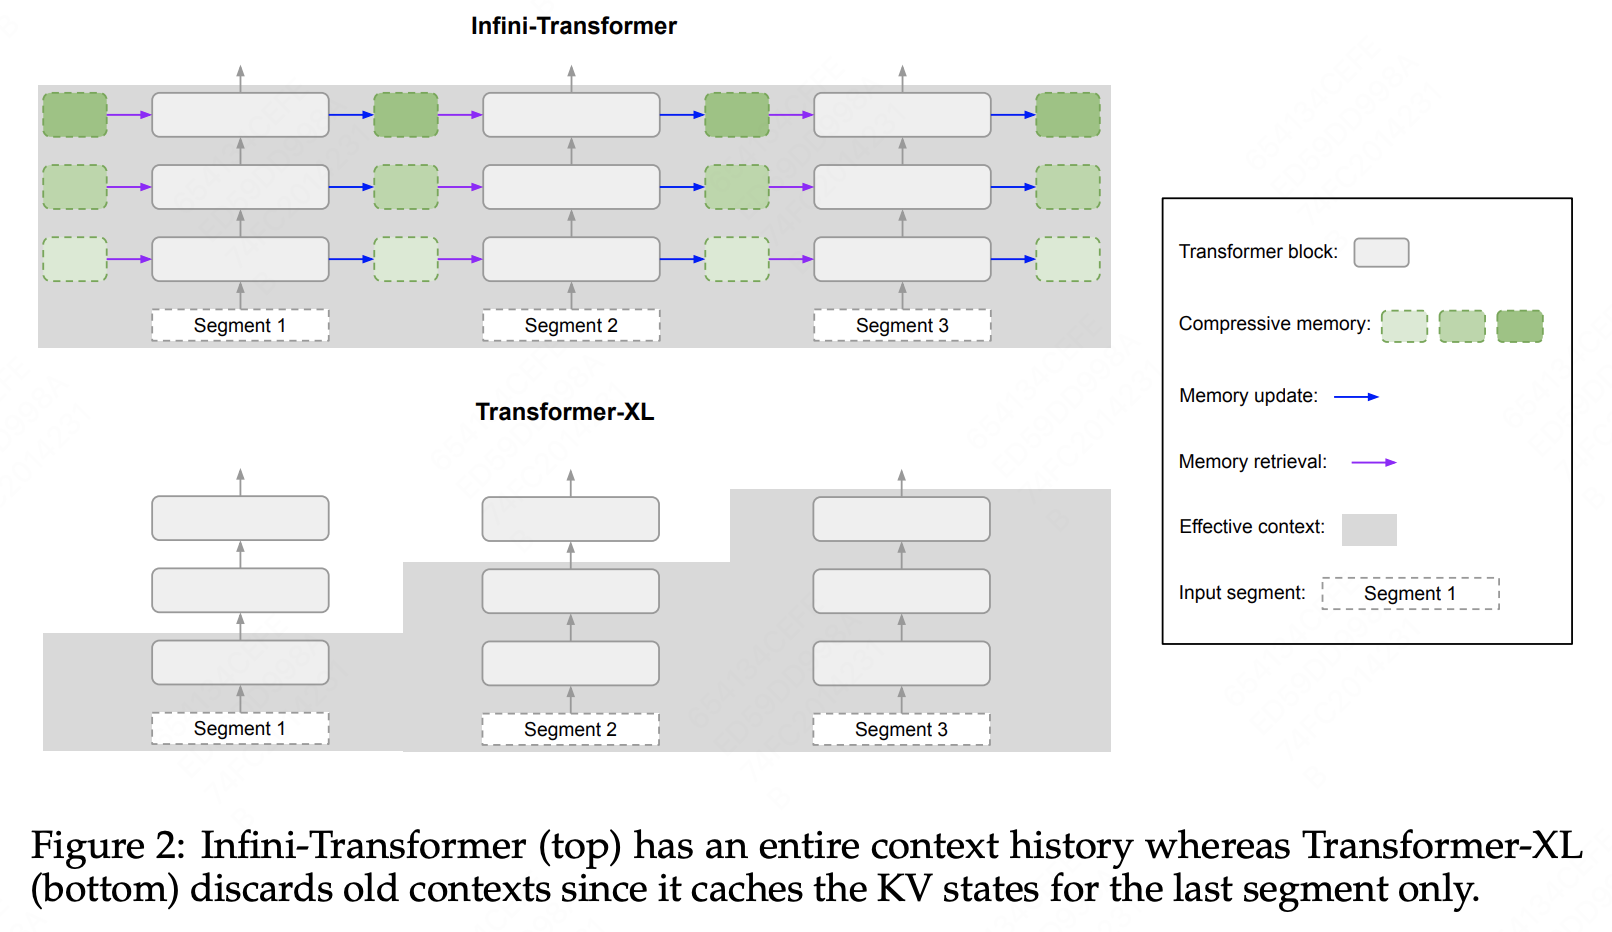 Infini-Transformer
Segment 1
Segment 2
Segment 3
Transformer-XL
Segment 1
Segment 2
Segment 3
Transformer block:
Compressive memory:
Memory update:
Memory retrieval:
Effective context:
Input segment:
Segment 1
Figure 2: Infini-Transformer (top) has an entire context history whereas Transformer-XL
(bottom) discards old contexts since it caches the KV states for the last segment only.